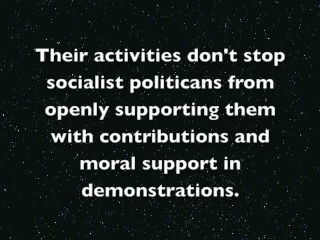 Their activities don't stop
socialist politicans from
openly supporting them
with contributions and
moral support in
demonstrations.